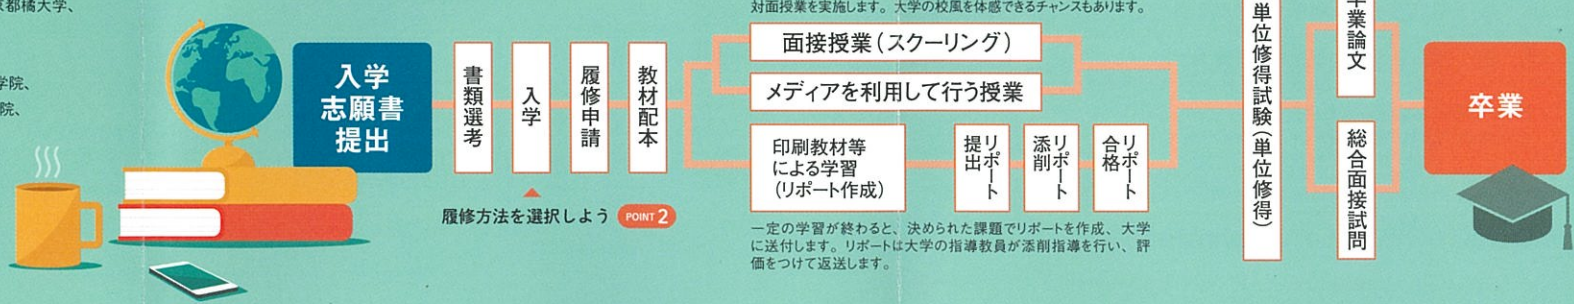 京都橘大学、
学院、
院、
入学
志願書
提出
書類選考
入学
履修申請
教材配本
履修方法を選択しよう POINT 2
対面授業を実施します。大学の校風を体感できるチャンスもあります。
面接授業(スクーリング)
メディアを利用して行う授業
印刷教材等
による学習
(リポート作成)
リポート
提出
リポート
添削
リポート
合格
一定の学習が終わると、決められた課題でリポートを作成、大学
に送付します。リポートは大学の指導教員が添削指導を行い、評
価をつけて返送します。
単位修得試験(単位修得)
卒業論文
総合面接試問
卒業